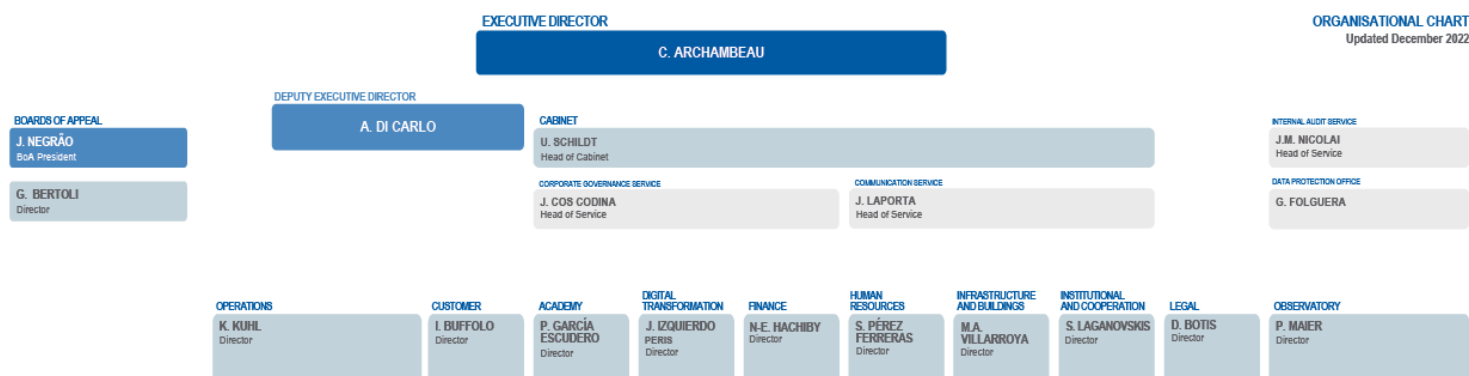 EXECUTIVE DIRECTOR
C. ARCHAMBEAU
ORGANISATIONAL CHART
Updated December 2022
DEPUTY EXECUTIVE DIRECTOR
A. DI CARLO
BOARDS OF APPEAL
J. NEGRÃO
BoA President
G. BERTOLI
Director
CABINET
U. SCHILDT
Head of Cabinet
CORPORATE GOVERNANCE SERVICE
J. COS CODINA
Head of Service
COMMUNICATION SERVICE
J. LAPORTA
Head of Service
INTERNAL AUDIT SERVICE
J.M. NICOLAI
Head of Service
DATA PROTECTION OFFICE
G. FOLGUERA
OPERATIONS
K. KUHL
Director
CUSTOMER
I. BUFFOLO
Director
ACADEMY
P. GARCÍA
ESCUDERO
Director
DIGITAL
TRANSFORMATION
J. IZQUIERDO
PERIS
Director
FINANCE
N-E. HACHIBY
Director
HUMAN
RESOURCES
S. PÉREZ
FERRERAS
Director
INFRASTRUCTURE
AND BUILDINGS
M.A.
VILLARROYA
Director
INSTITUTIONAL
AND COOPERATION
S. LAGANOVSKIS
Director
LEGAL
D. BOTIS
Director
OBSERVATORY
P. MAIER
Director